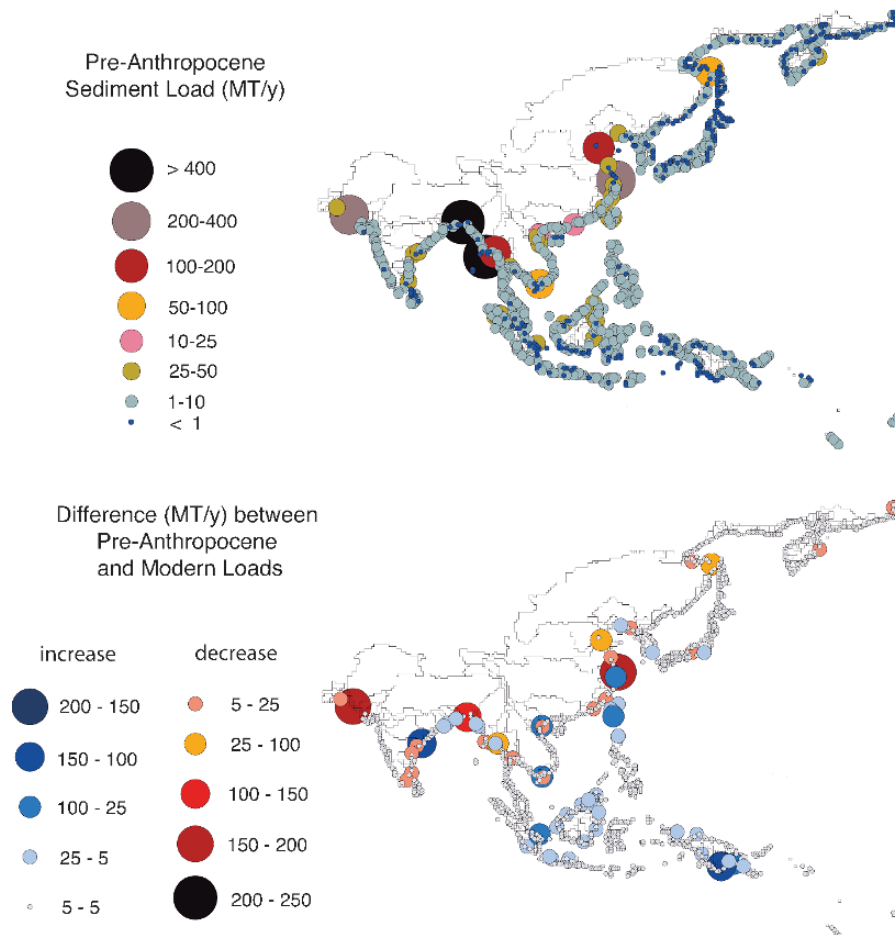 Pre-Anthropocene
Sediment Load (MT/y)
> 400
200-400
100-200
50-100
10-25
25-50
1-10
< 1
Difference (MT/y) between
Pre-Anthropocene
and Modern Loads
increase
decrease
200 - 150
150 - 100
100 - 25
25 - 5
5 - 5
5 - 25
25 - 100
100 - 150
150 - 200
200 - 250